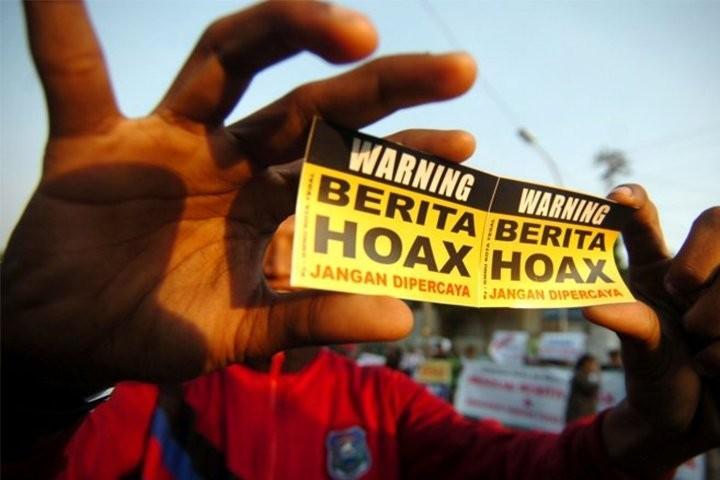 WARNING
BERITA
HOAX
JANGAN DIPERCAYA
WARNING
BERITA
HOAX
JANGAN DIPERCAYA